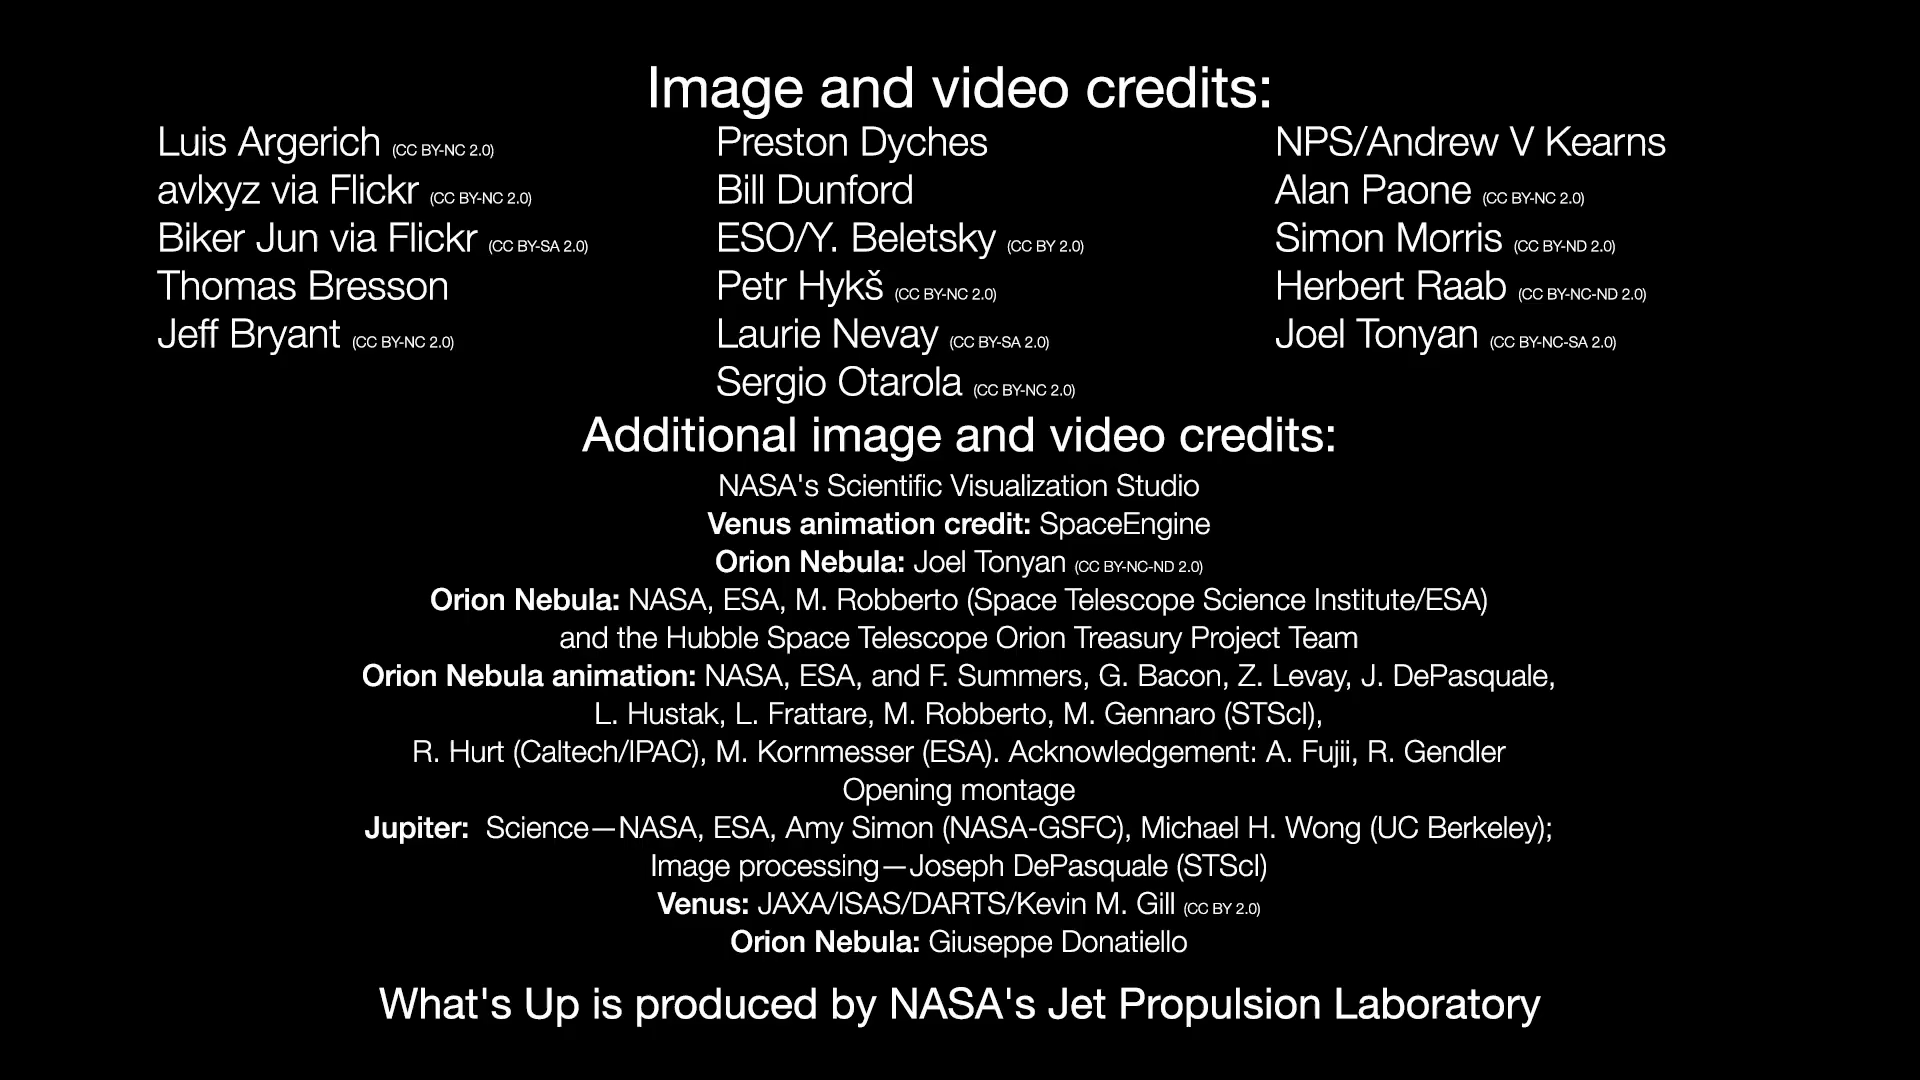 Image and video credits:
Luis Argerich (CC BY-NC 2.0)
avlxyz via Flickr (CC BY-NC 2.0)
Biker Jun via Flickr (CC BY-SA 2.0)
Thomas Bresson
Jeff Bryant (CC BY-NC 2.0)
Preston Dyches
Bill Dunford
ESO/Y. Beletsky (CC BY 2.0)
Petr Hykš (CC BY-NC 2.0)
Laurie Nevay (CC BY-SA 2.0)
Sergio Otarola (CC BY-NC 2.0)
NPS/Andrew V Kearns
Alan Paone (CC BY-NC 2.0)
Simon Morris (CC BY-ND 2.0)
Herbert Raab (CC BY-NC-ND 2.0)
Joel Tonyan (CC BY-NC-SA 2.0)
Additional image and video credits:
NASA's Scientific Visualization Studio
Venus animation credit: SpaceEngine
Orion Nebula: Joel Tonyan (CC BY-NC-ND 2.0)
Orion Nebula: NASA, ESA, M. Robberto (Space Telescope Science Institute/ESA)
and the Hubble Space Telescope Orion Treasury Project Team
Orion Nebula animation: NASA, ESA, and F. Summers, G. Bacon, Z. Levay, J. DePasquale,
L. Hustak, L. Frattare, M. Robberto, M. Gennaro (STScI),
R. Hurt (Caltech/IPAC), M. Kornmesser (ESA). Acknowledgement: A. Fujii, R. Gendler
Opening montage
Jupiter:  Science—NASA, ESA, Amy Simon (NASA-GSFC), Michael H. Wong (UC Berkeley);
Image processing—Joseph DePasquale (STScI)
Venus: JAXA/ISAS/DARTS/Kevin M. Gill (CC BY 2.0)
Orion Nebula: Giuseppe Donatiello
What's Up is produced by NASA's Jet Propulsion Laboratory